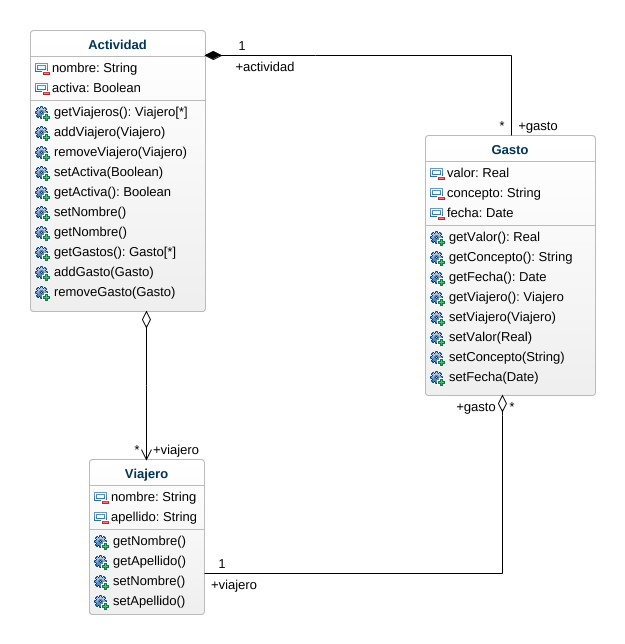 Actividad
nombre: String
activa: Boolean
getViajeros(): Viajero[*]
addViajero(Viajero)
removeViajero(Viajero)
setActiva(Boolean)
getActiva(): Boolean
setNombre()
getNombre()
getGastos(): Gasto[*]
addGasto(Gasto)
removeGasto(Gasto)
1
+actividad
* +gasto
Gasto
valor: Real
concepto: String
fecha: Date
getValor(): Real
getConcepto(): String
getFecha(): Date
getViajero(): Viajero
setViajero(Viajero)
setValor(Real)
setConcepto(String)
setFecha(Date)
+gasto *
* +viajero
Viajero
nombre: String
apellido: String
getNombre()
getApellido()
setNombre()
setApellido()
1
+viajero